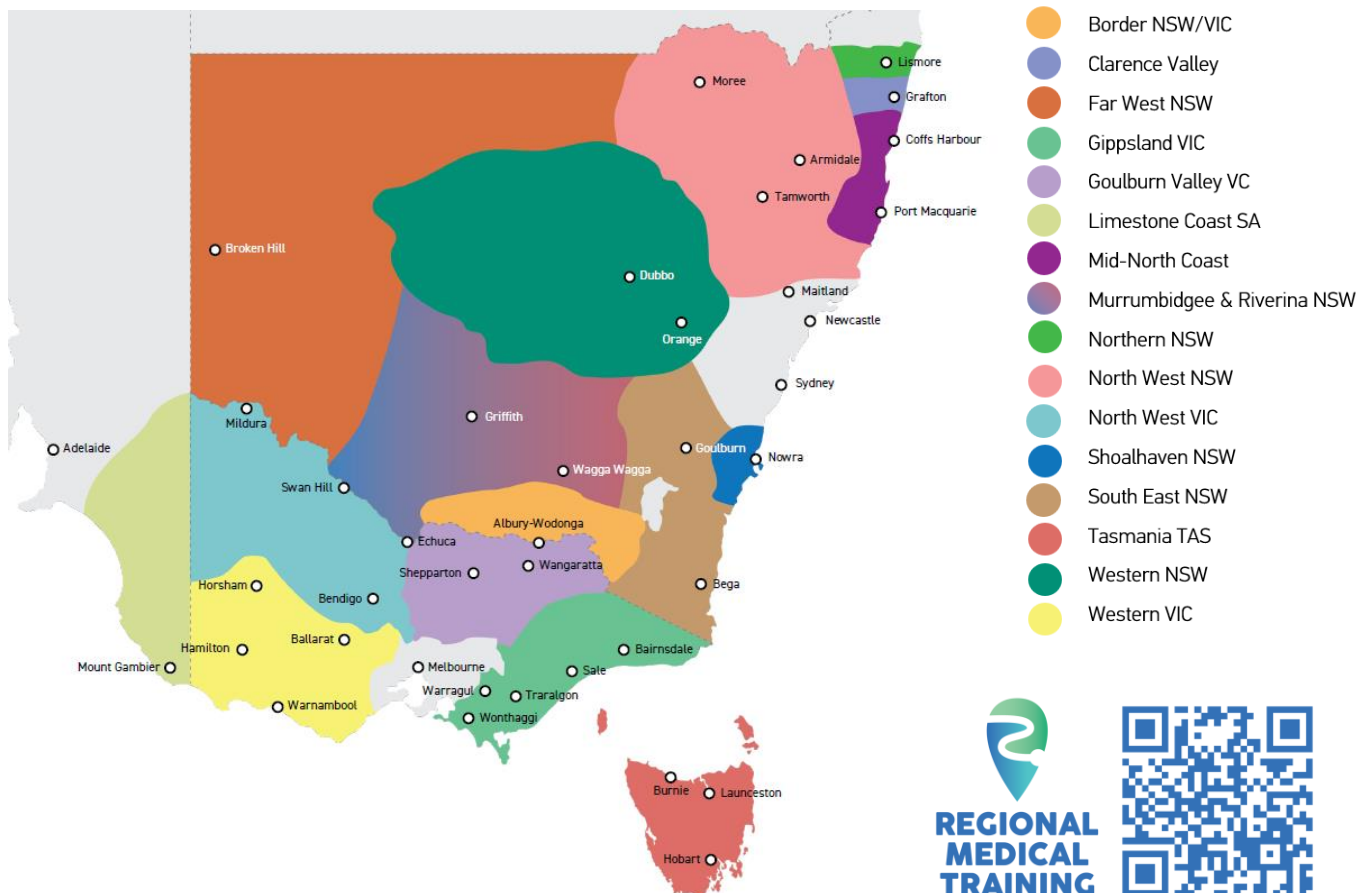 Moree
Lismore
Grafton
Coffs Harbour
Armidale
Tamworth
Port Macquarie
Broken Hill
Dubbo
Maitland
Newcastle
Orange
Sydney
Mildura
Griffith
Adelaide
Goulburn
Nowra
Wagga Wagga
Swan Hill
Albury-Wodonga
Echuca
Shepparton
Wangaratta
Horsham
Bega
Bendigo
Ballarat
Hamilton
Bairnsdale
Mount Gambier
Melbourne
Sale
Warragul
Traralgon
Warnambool
Wonthaggi
Burnie
Launceston
Hobart
Border NSW/VIC
Clarence Valley
Far West NSW
Gippsland VIC
Goulburn Valley VC
Limestone Coast SA
Mid-North Coast
Murrumbidgee & Riverina NSW
Northern NSW
North West NSW
North West VIC
Shoalhaven NSW
South East NSW
Tasmania TAS
Western NSW
Western VIC
REGIONAL
MEDICAL
TRAINING